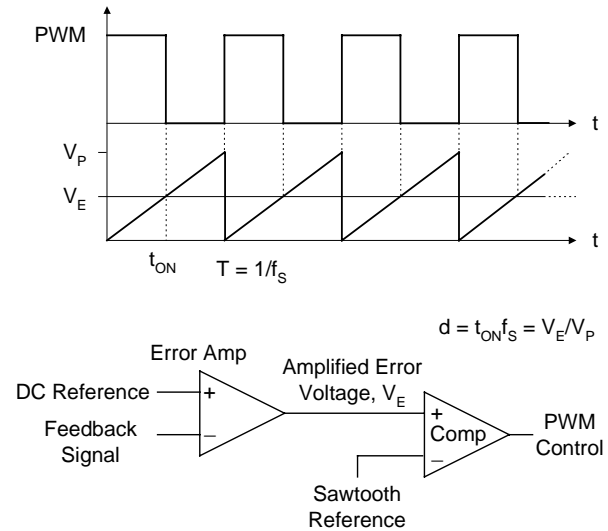 PWM
t
V_P
V_E
t
t_ON
T = 1/f_S
d = t_ON f_S = V_E/V_P
Error Amp
Amplified Error
Voltage, V_E
DC Reference
+
Feedback
Signal
−
+
Comp
−
PWM
Control
Sawtooth
Reference